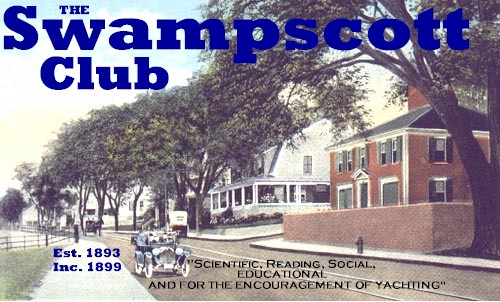 THE
Swampscott
Club
Est. 1893
Inc. 1899
"SCIENTIFIC, READING, SOCIAL,
EDUCATIONAL
AND FOR THE ENCOURAGEMENT OF YACHTING"